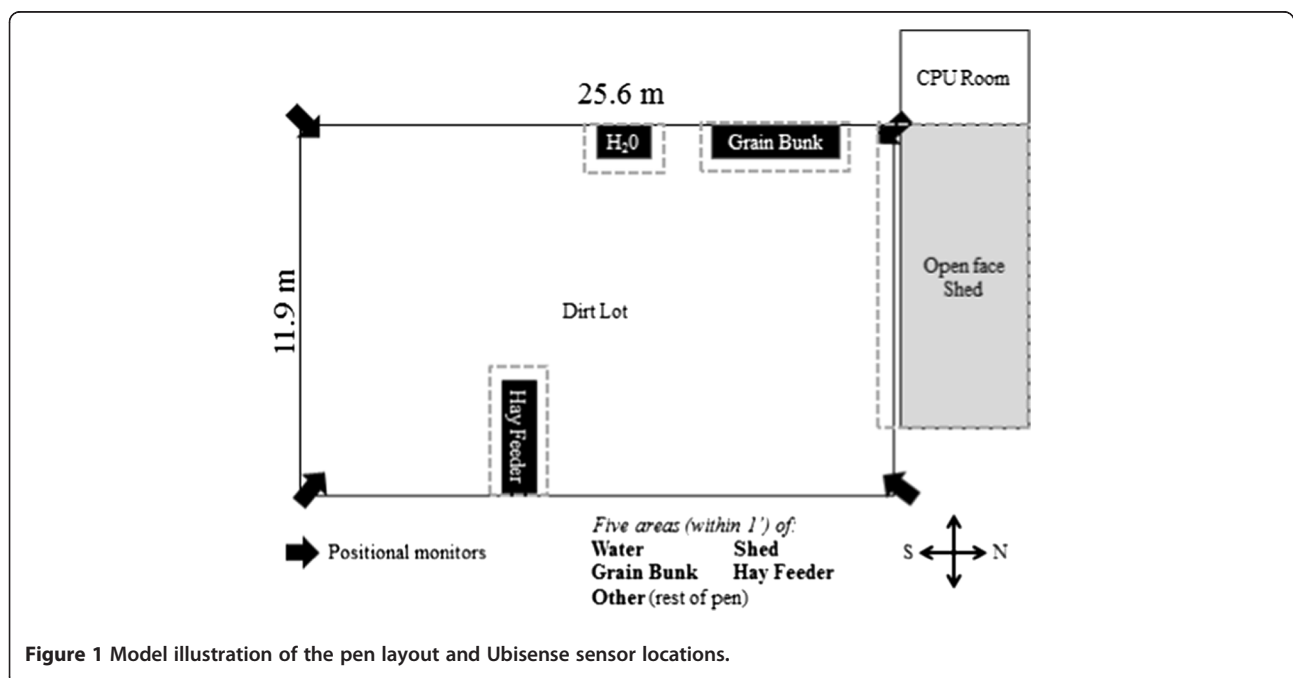 CPU Room
25.6 m
H₂0
Grain Bunk
11.9 m
Open face
Shed
Dirt Lot
Hay Feeder
Positional monitors
Five areas (within 1') of:
Water Shed
Grain Bunk Hay Feeder
Other (rest of pen)
S N
Figure 1 Model illustration of the pen layout and Ubisense sensor locations.